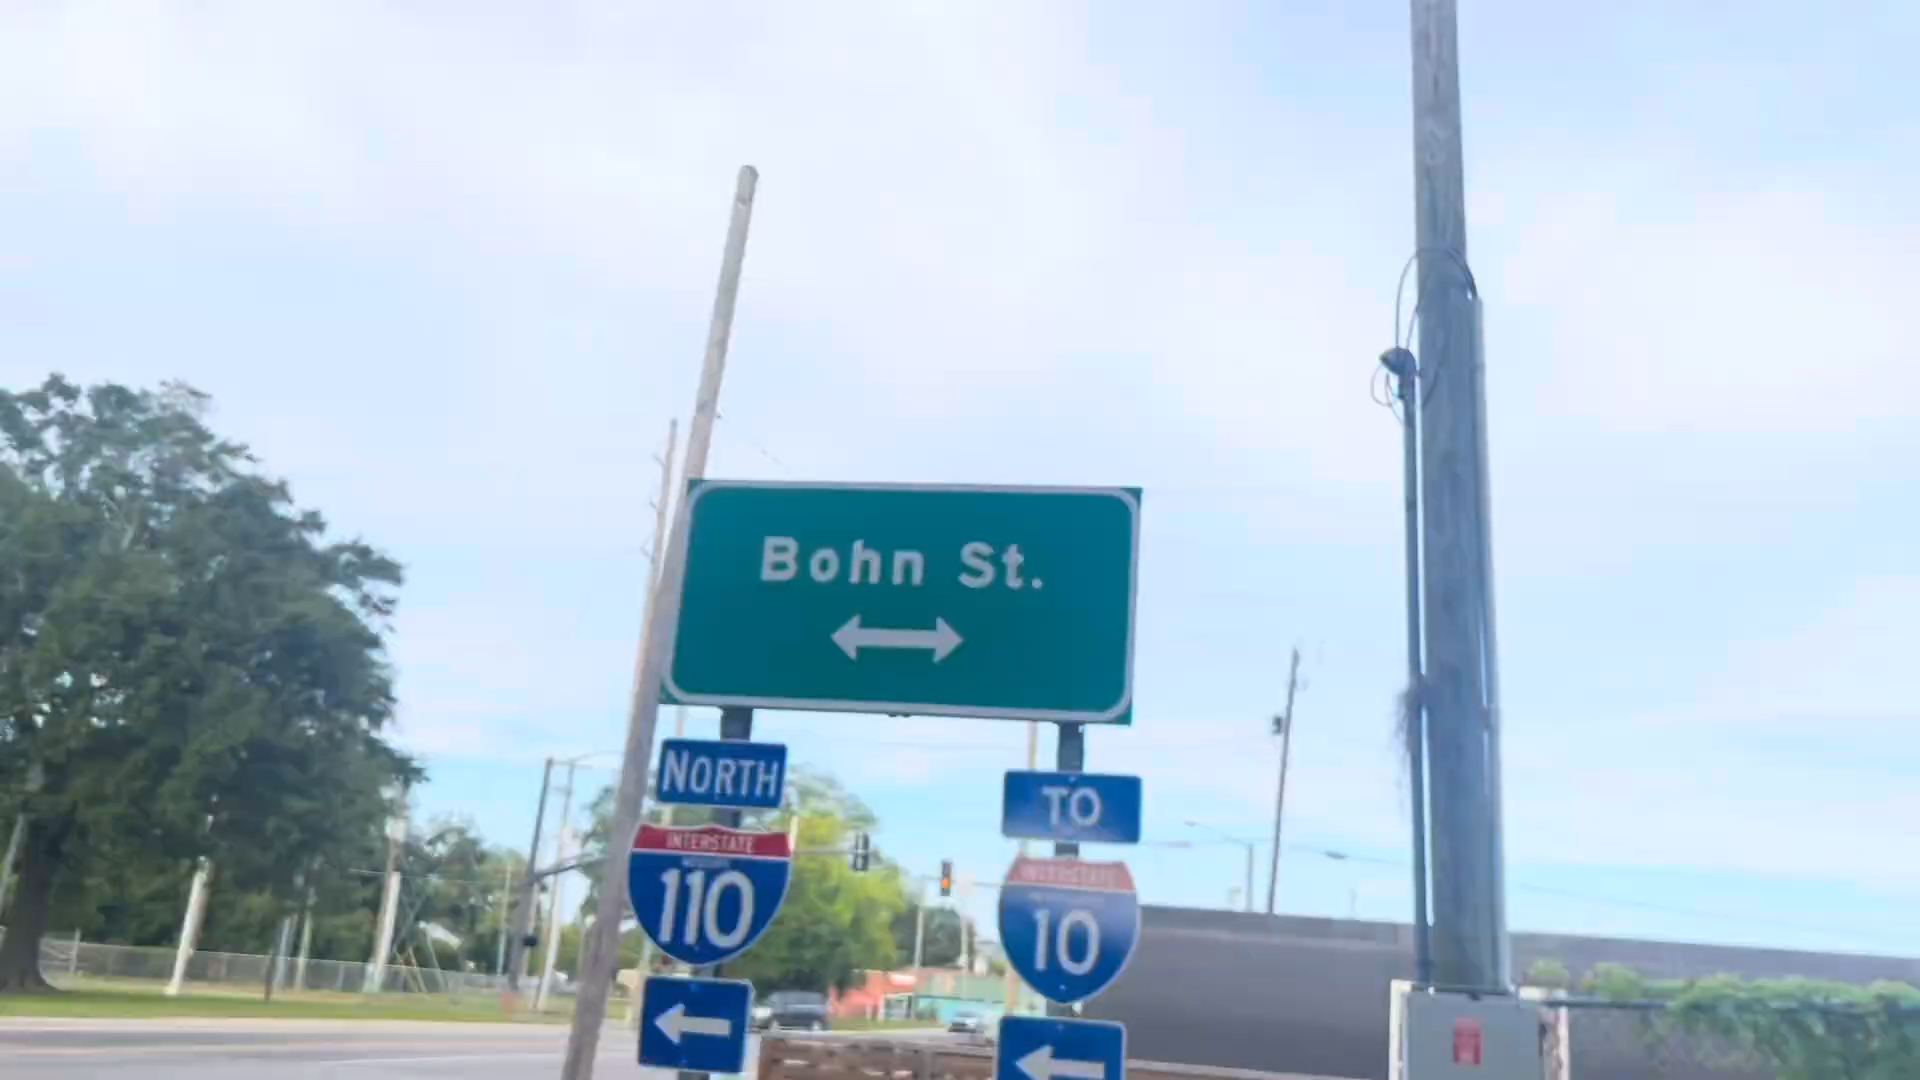 Bohn St.
NORTH
INTERSTATE
110
TO
INTERSTATE
10